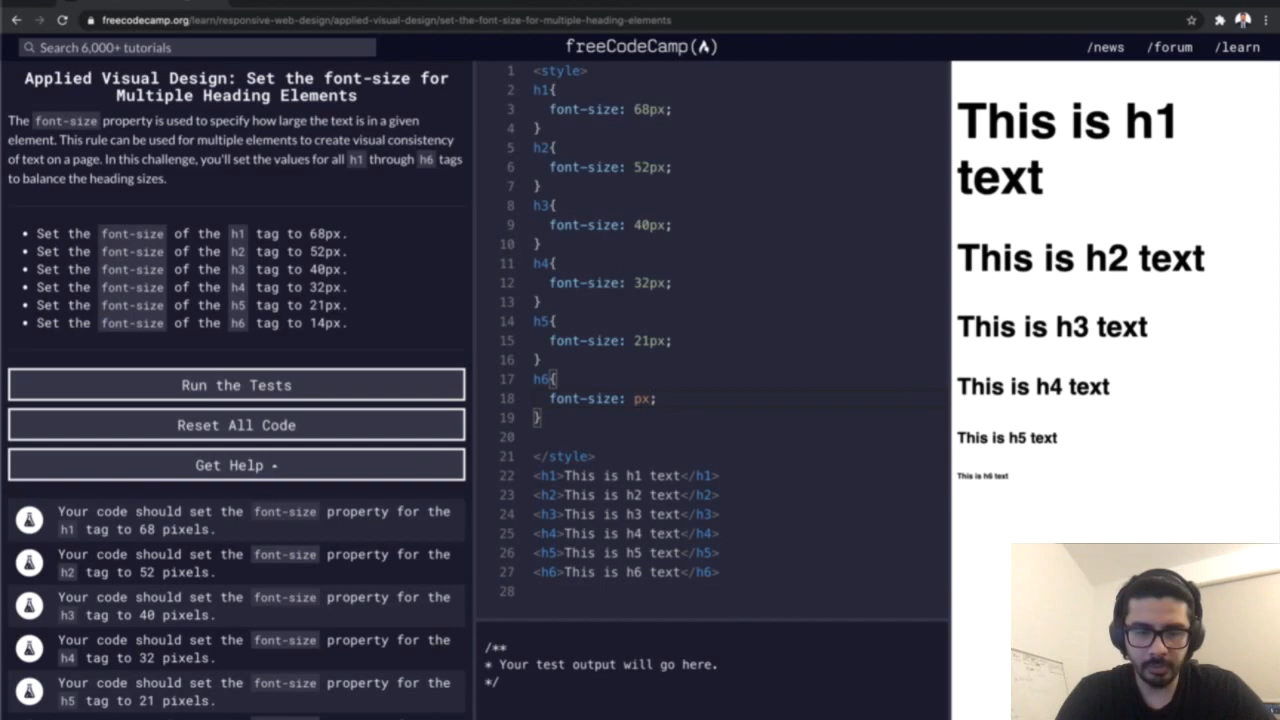 freecodecamp.org/learn/responsive-web-design/applied-visual-design/set-the-font-size-for-multiple-heading-elements
Search 6,000+ tutorials
freeCodeCamp
/news
/forum
/learn
Applied Visual Design: Set the font-size for
Multiple Heading Elements
The font-size property is used to specify how large the text is in a given
element. This rule can be used for multiple elements to create visual consistency
of text on a page. In this challenge, you'll set the values for all h1 through h6 tags
to balance the heading sizes.
• Set the font-size of the h1 tag to 68px.
• Set the font-size of the h2 tag to 52px.
• Set the font-size of the h3 tag to 40px.
• Set the font-size of the h4 tag to 32px.
• Set the font-size of the h5 tag to 21px.
• Set the font-size of the h6 tag to 14px.
Run the Tests
Reset All Code
Get Help
Your code should set the font-size property for the
h1 tag to 68 pixels.
Your code should set the font-size property for the
h2 tag to 52 pixels.
Your code should set the font-size property for the
h3 tag to 40 pixels.
Your code should set the font-size property for the
h4 tag to 32 pixels.
Your code should set the font-size property for the
h5 tag to 21 pixels.
1 <style>
2 h1{
3 font-size: 68px;
4 }
5 h2{
6 font-size: 52px;
7 }
8 h3{
9 font-size: 40px;
10 }
11 h4{
12 font-size: 32px;
13 }
14 h5{
15 font-size: 21px;
16 }
17 h6{
18 font-size: px;
19 }
20
21 </style>
22 <h1>This is h1 text</h1>
23 <h2>This is h2 text</h2>
24 <h3>This is h3 text</h3>
25 <h4>This is h4 text</h4>
26 <h5>This is h5 text</h5>
27 <h6>This is h6 text</h6>
28
/**
* Your test output will go here.
*/
This is h1
text
This is h2 text
This is h3 text
This is h4 text
This is h5 text
This is h6 text